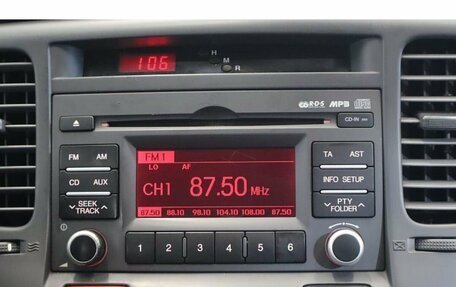 H
M
R
106
RDS MP3
CD-IN
FM AM
CD AUX
SEEK
TRACK
FM1
LO AF
CH1 87.50 MHz
87.50 88.10 98.10 104.10 108.00 87.50
TA AST
INFO SETUP
PTY
FOLDER
1 2 3 4 5 6